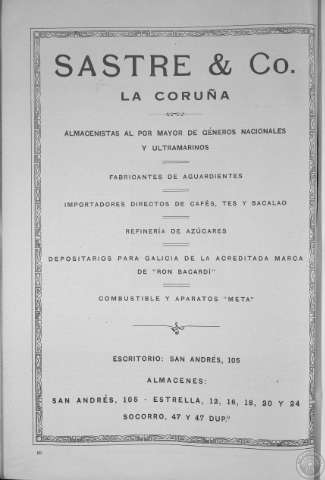 SASTRE & Co.
LA CORUÑA
ALMACENISTAS AL POR MAYOR DE GÉNEROS NACIONALES
Y ULTRAMARINOS
FABRICANTES DE AGUARDIENTES
IMPORTADORES DIRECTOS DE CAFÉS, TES Y BACALAO
REFINERÍA DE AZÚCARES
DEPOSITARIOS PARA GALICIA DE LA ACREDITADA MARCA
DE "RON BACARDÍ"
COMBUSTIBLE Y APARATOS "META"
ESCRITORIO: SAN ANDRÉS, 105
ALMACENES:
SAN ANDRÉS, 105 - ESTRELLA, 12, 16, 18, 20 Y 24
SOCORRO, 47 Y 47 DUP.º